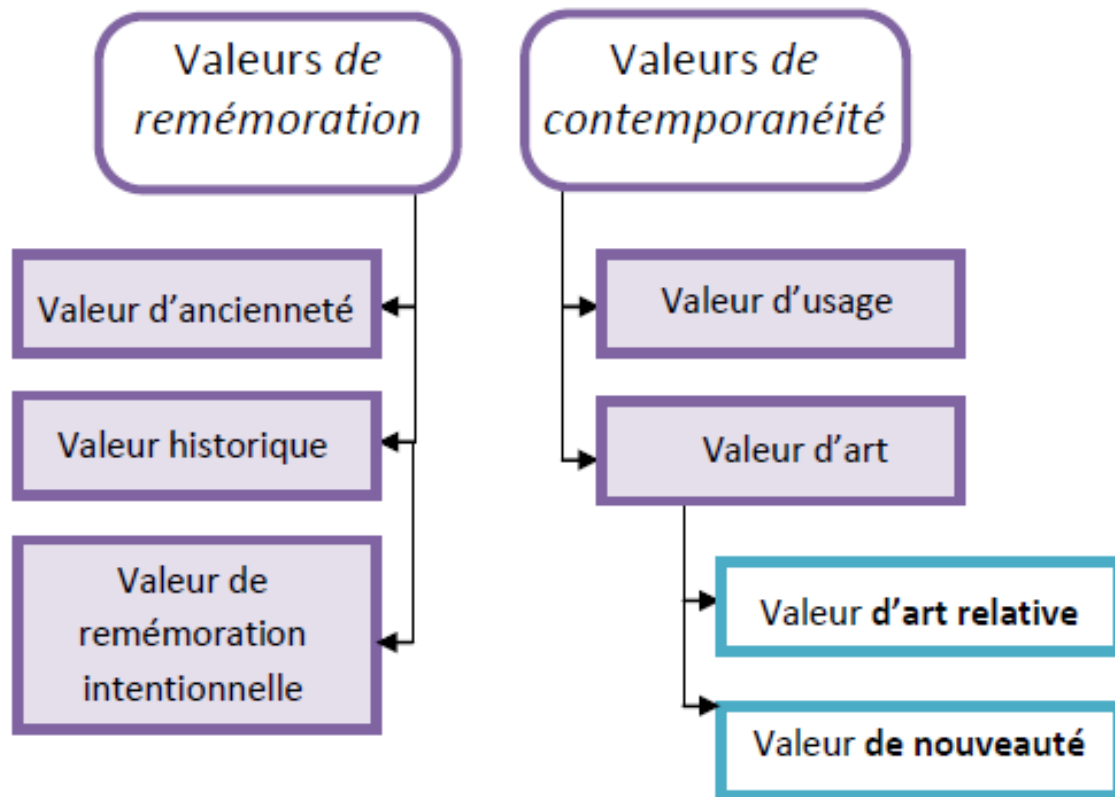 Valeurs de
remémoration
Valeur d’ancienneté
Valeur historique
Valeur de
remémoration
intentionnelle
Valeurs de
contemporanéité
Valeur d’usage
Valeur d’art
Valeur d’art relative
Valeur de nouveauté